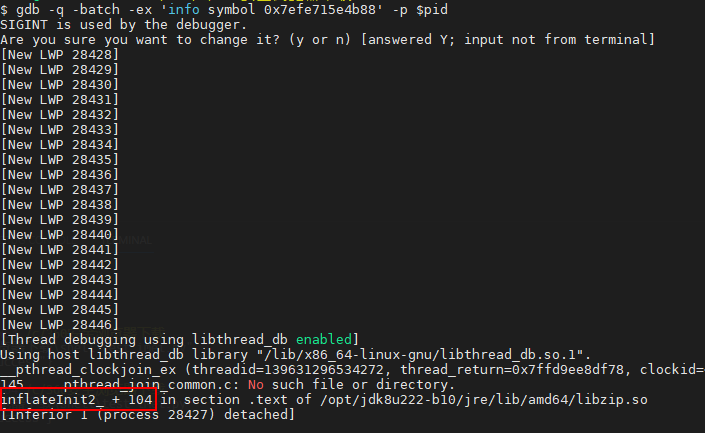 $ gdb -q -batch -ex 'info symbol 0x7efe715e4b88' -p $pid
SIGINT is used by the debugger.
Are you sure you want to change it? (y or n) [answered Y; input not from terminal]
[New LWP 28428]
[New LWP 28429]
[New LWP 28430]
[New LWP 28431]
[New LWP 28432]
[New LWP 28433]
[New LWP 28434]
[New LWP 28435]
[New LWP 28436]
[New LWP 28437]
[New LWP 28438]
[New LWP 28439]
[New LWP 28440]
[New LWP 28441]
[New LWP 28442]
[New LWP 28443]
[New LWP 28444]
[New LWP 28445]
[New LWP 28446]
[Thread debugging using libthread_db enabled]
Using host libthread_db library "/lib/x86_64-linux-gnu/libthread_db.so.1".
__pthread_clockjoin_ex (threadid=139631296534272, thread_return=0x7ffd9ee8df78, clockid=
145 pthread_join_common.c: No such file or directory.
inflateInit2_ + 104 in section .text of /opt/jdk8u222-b10/jre/lib/amd64/libzip.so
[Inferior 1 (process 28427) detached]